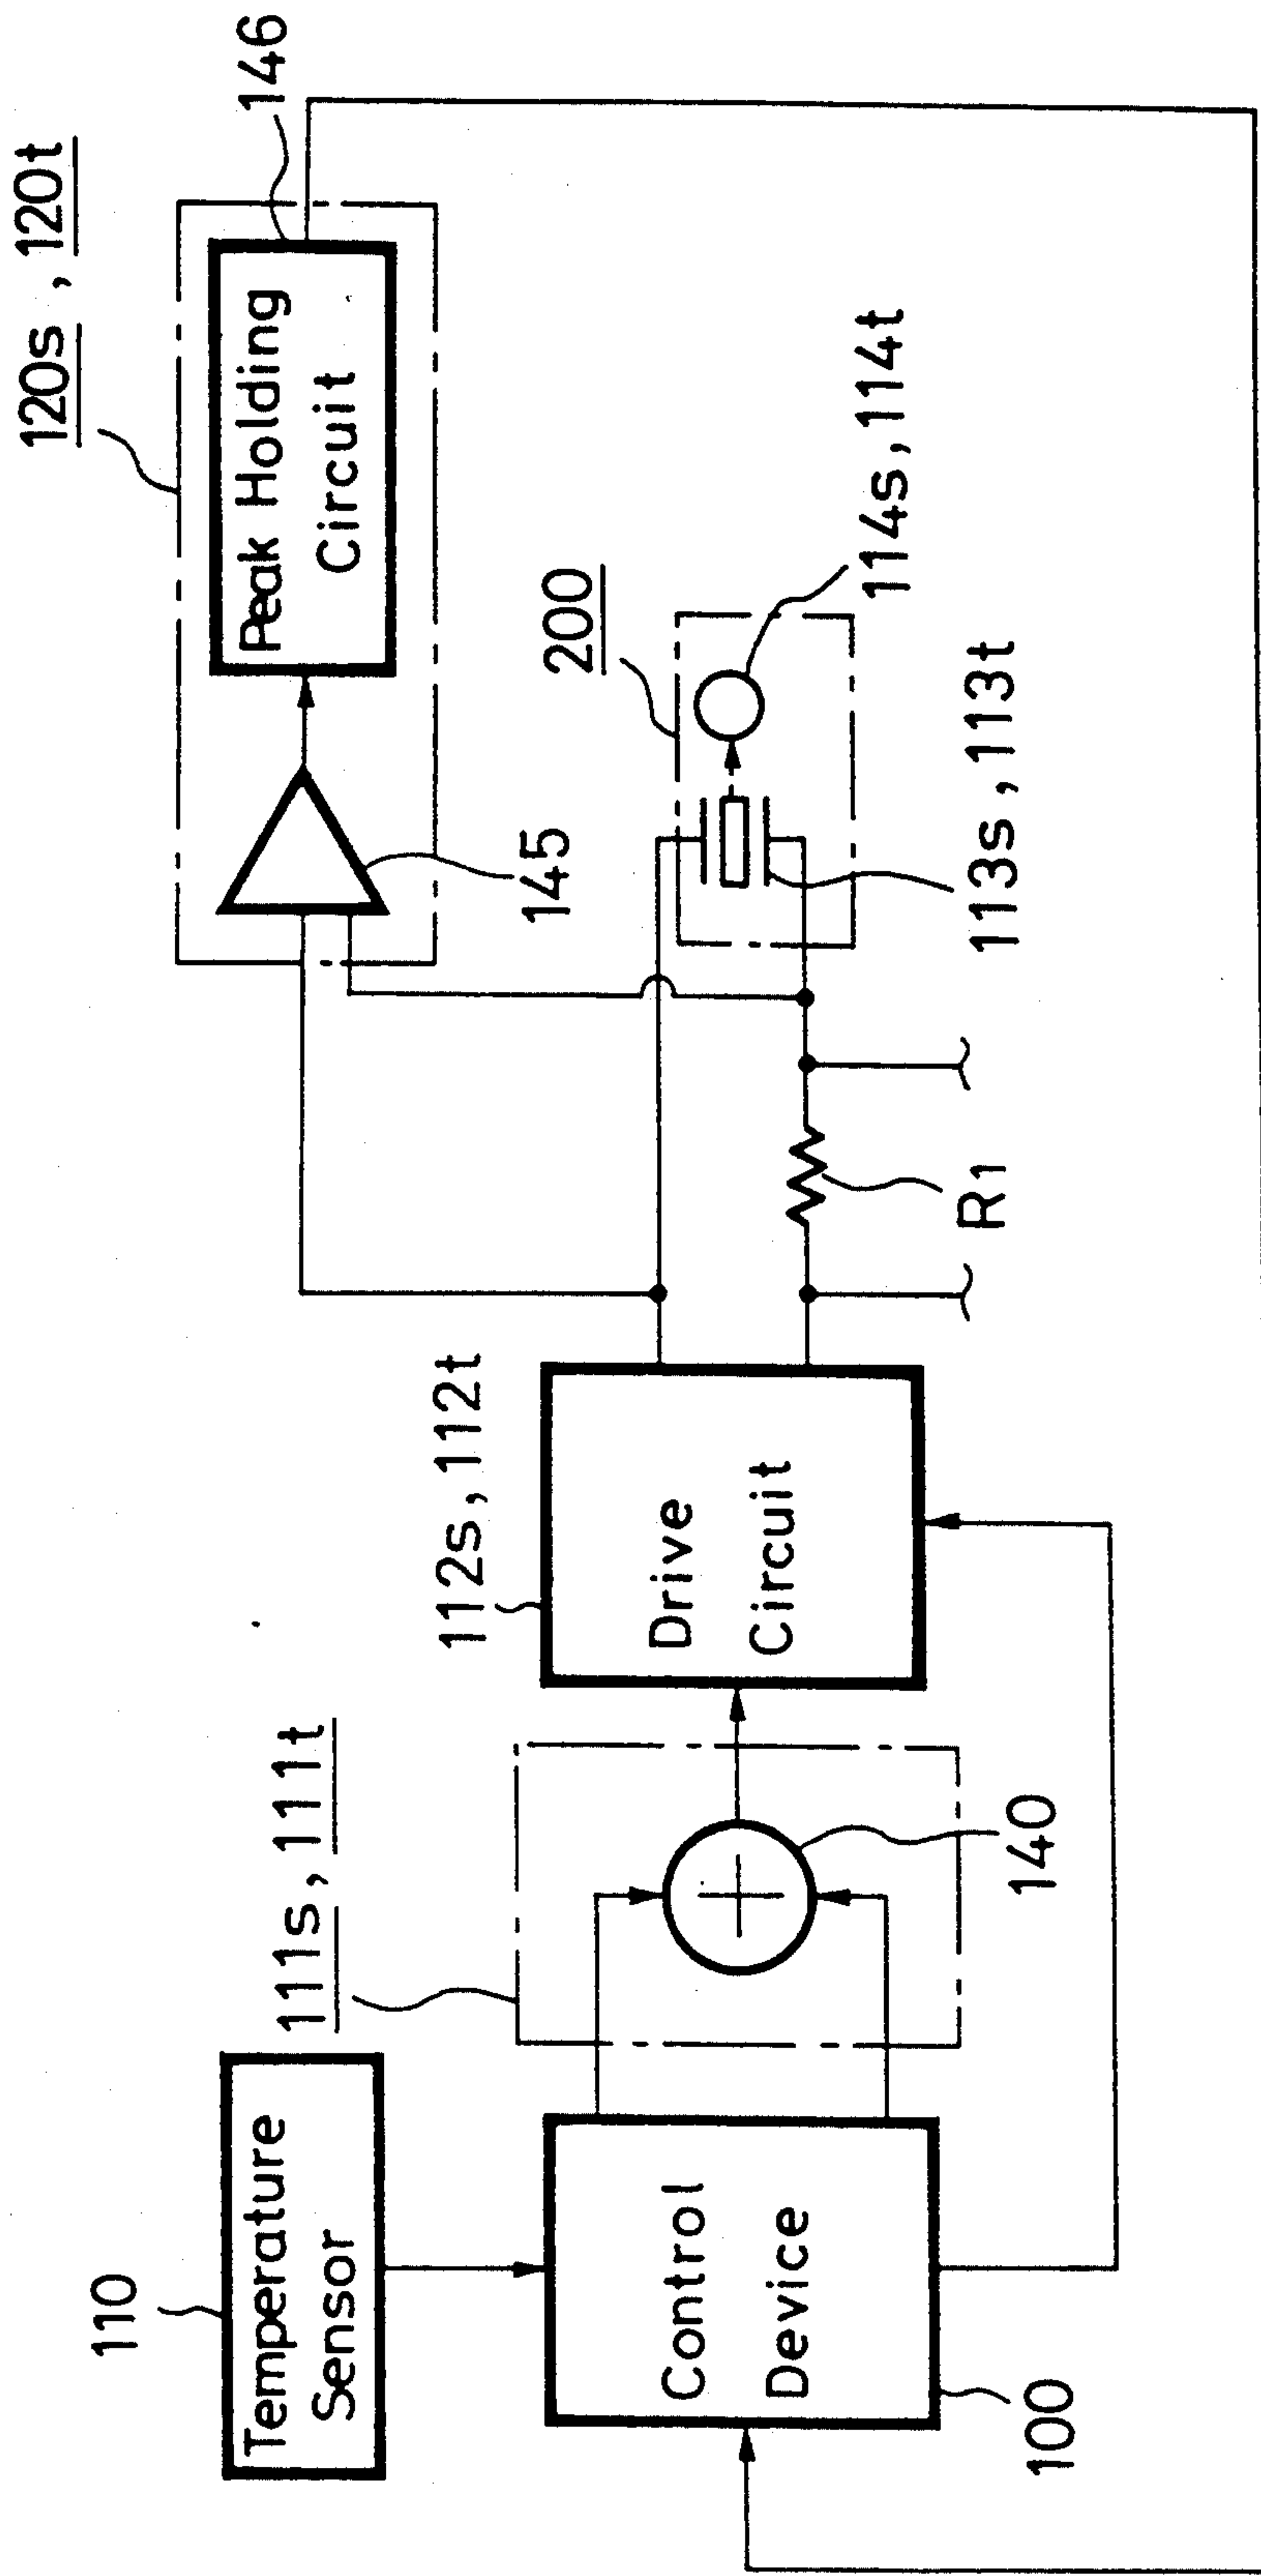 120s, 120t
146
Peak Holding
Circuit
145
200
114s, 114t
113s, 113t
R1
112s, 112t
Drive
Circuit
111s, 111t
140
110
Temperature
Sensor
Control
Device
100